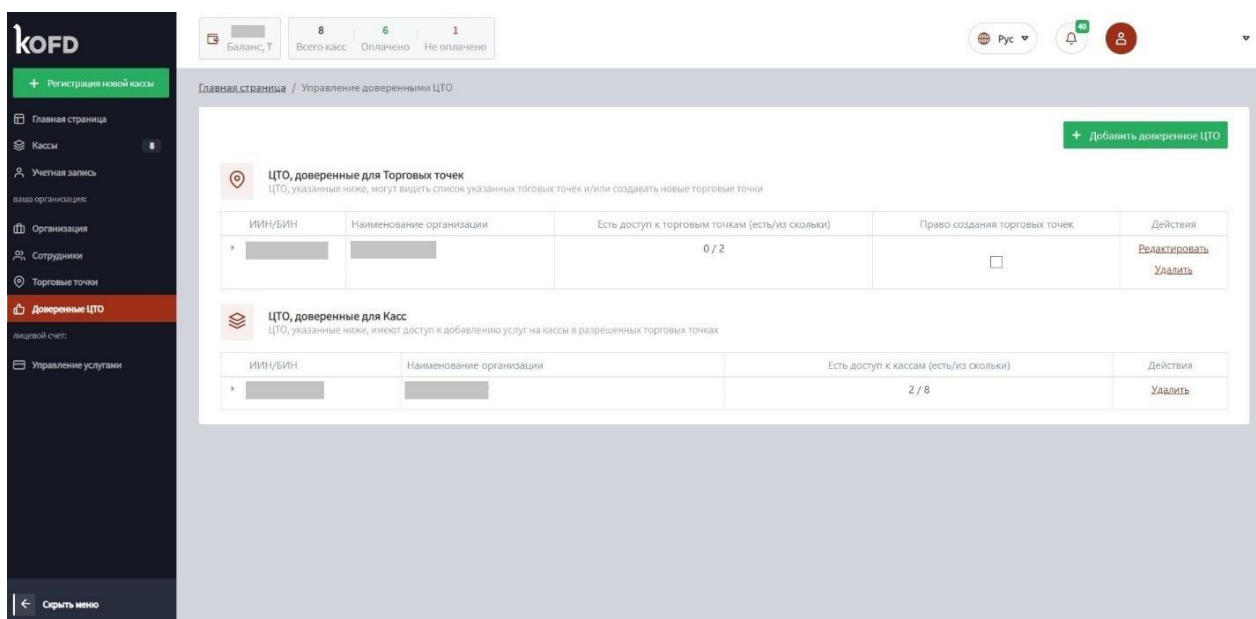 kOFD
Баланс, Т
8
Всего касс
6
Оплачено
1
Не оплачено
Рус
40
+ Регистрация новой кассы
Главная страница / Управление доверенными ЦТО
Главная страница
Кассы 8
Учетная запись
ваша организация:
Организация
Сотрудники
Торговые точки
Доверенные ЦТО
лицевой счет:
Управление услугами
Скрыть меню
+ Добавить доверенное ЦТО
ЦТО, доверенные для Торговых точек
ЦТО, указанные ниже, могут видеть список указанных тоговых точек и/или создавать новые торговые точки
ИИН/БИН Наименование организации Есть доступ к торговым точкам (есть/из скольки) Право создания торговых точек Действия
0 / 2 Редактировать
Удалить
ЦТО, доверенные для Касс
ЦТО, указанные ниже, имеют доступ к добавлению услуг на кассы в разрешенных торговых точках
ИИН/БИН Наименование организации Есть доступ к кассам (есть/из скольки) Действия
2 / 8 Удалить